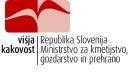 višja Republika Slovenija
kakovost Ministrstvo za kmetijstvo,
gozdarstvo in prehrano